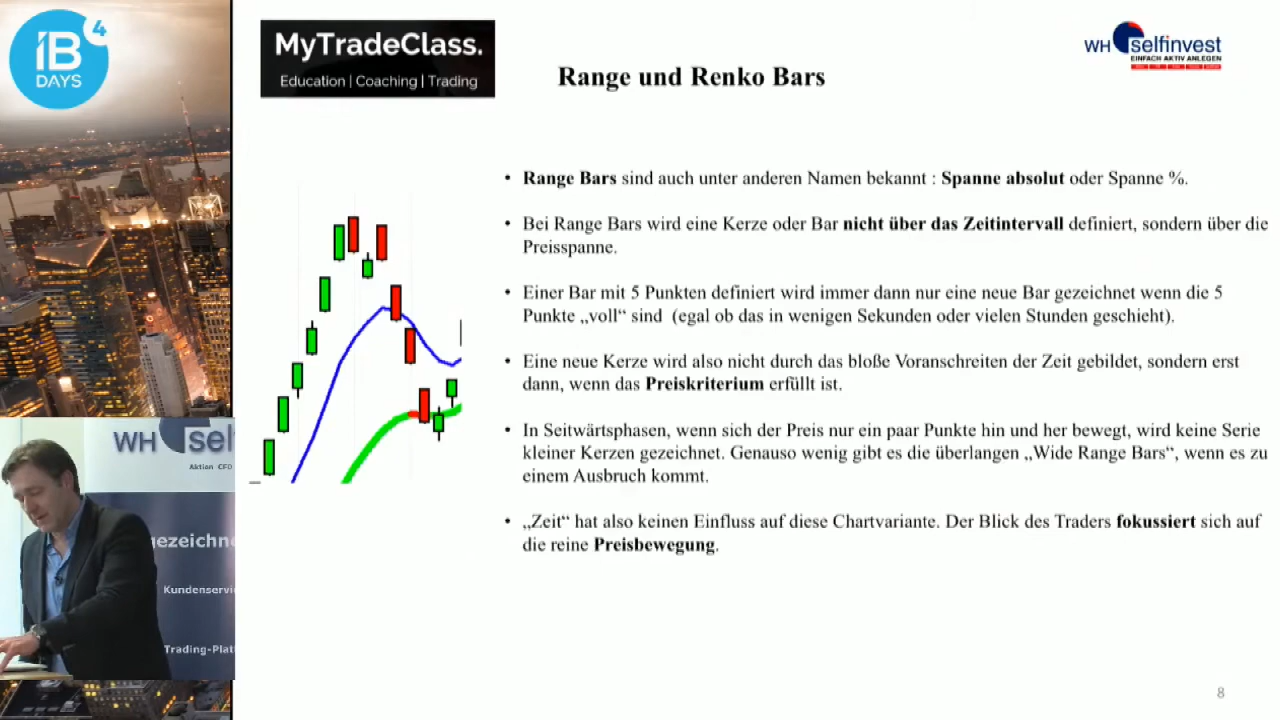 iB 4
DAYS
MyTradeClass.
Education | Coaching | Trading
WH selfinvest
EINFACH AKTIV ANLEGEN
Range und Renko Bars
• Range Bars sind auch unter anderen Namen bekannt : Spanne absolut oder Spanne %.
• Bei Range Bars wird eine Kerze oder Bar nicht über das Zeitintervall definiert, sondern über die
Preisspanne.
• Einer Bar mit 5 Punkten definiert wird immer dann nur eine neue Bar gezeichnet wenn die 5
Punkte „voll“ sind (egal ob das in wenigen Sekunden oder vielen Stunden geschieht).
• Eine neue Kerze wird also nicht durch das bloße Voranschreiten der Zeit gebildet, sondern erst
dann, wenn das Preiskriterium erfüllt ist.
• In Seitwärtsphasen, wenn sich der Preis nur ein paar Punkte hin und her bewegt, wird keine Serie
kleiner Kerzen gezeichnet. Genauso wenig gibt es die überlangen „Wide Range Bars“, wenn es zu
einem Ausbruch kommt.
• „Zeit“ hat also keinen Einfluss auf diese Chartvariante. Der Blick des Traders fokussiert sich auf
die reine Preisbewegung.
WH self
Aktien CFD
gezeichne
Kundenservi
Trading-Platt
8